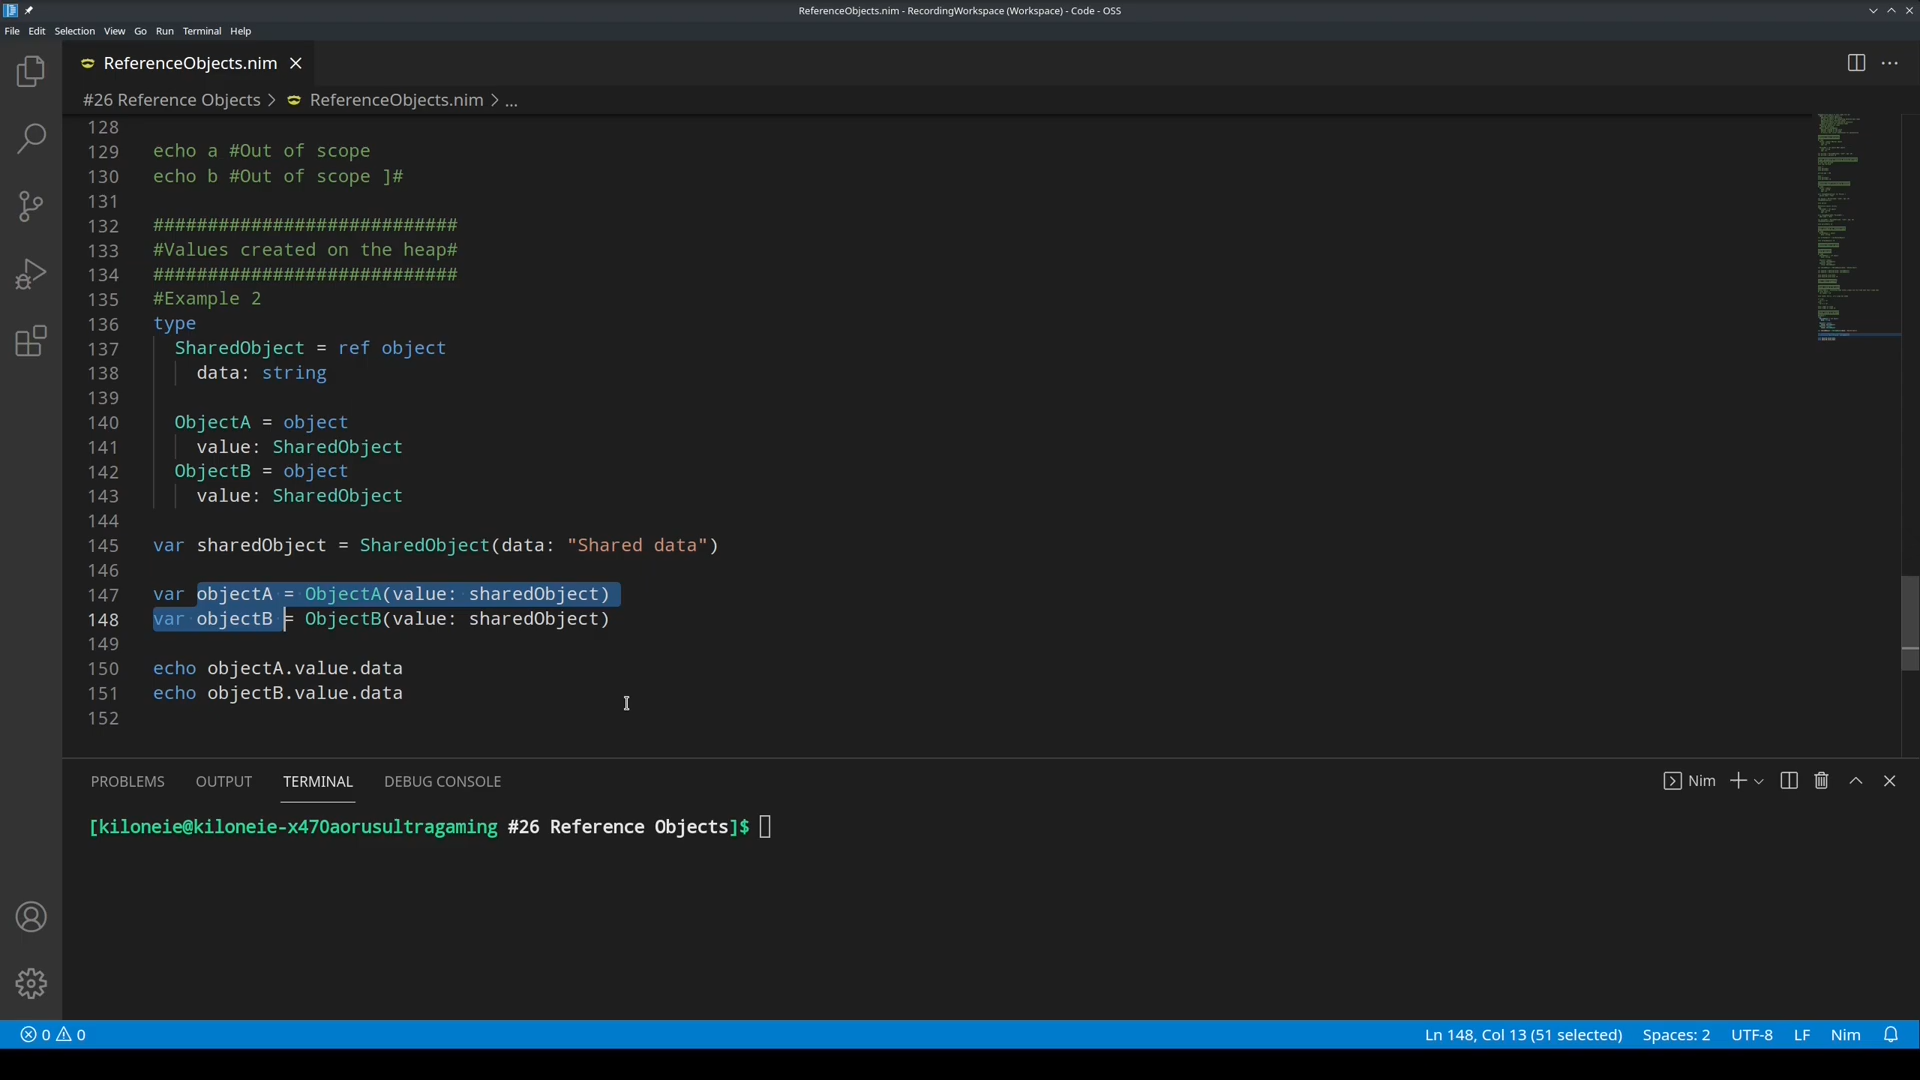 ReferenceObjects.nim - RecordingWorkspace (Workspace) - Code - OSS
File Edit Selection View Go Run Terminal Help
ReferenceObjects.nim
#26 Reference Objects > ReferenceObjects.nim > ...
128
129 echo a #Out of scope
130 echo b #Out of scope ]#
131
132 ############################
133 #Values created on the heap#
134 ############################
135 #Example 2
136 type
137 SharedObject = ref object
138 data: string
139
140 ObjectA = object
141 value: SharedObject
142 ObjectB = object
143 value: SharedObject
144
145 var sharedObject = SharedObject(data: "Shared data")
146
147 var objectA = ObjectA(value: sharedObject)
148 var objectB = ObjectB(value: sharedObject)
149
150 echo objectA.value.data
151 echo objectB.value.data
152
PROBLEMS OUTPUT TERMINAL DEBUG CONSOLE Nim
[kiloneie@kiloneie-x470aorusultragaming #26 Reference Objects]$
0 0 Ln 148, Col 13 (51 selected) Spaces: 2 UTF-8 LF Nim